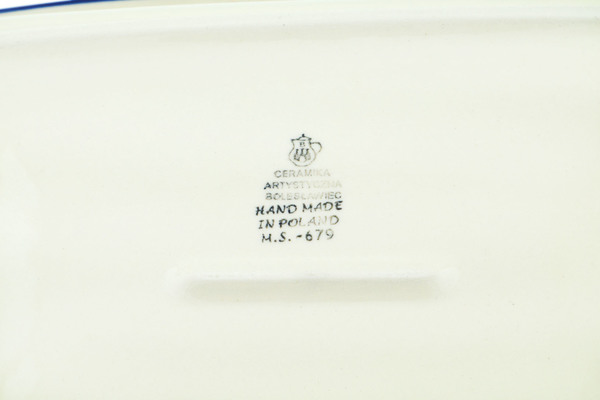 B
CERAMIKA
ARTYSTYCZNA
BOLESŁAWIEC
HAND MADE
IN POLAND
M.S. -679